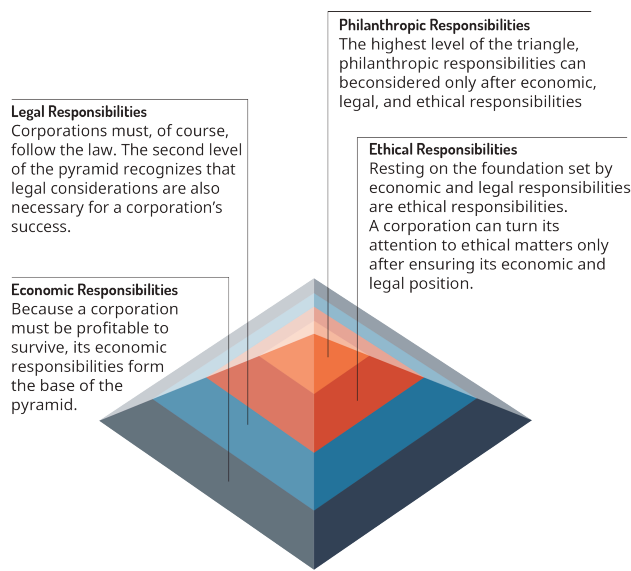 Philanthropic Responsibilities
The highest level of the triangle,
philanthropic responsibilities can
beconsidered only after economic,
legal, and ethical responsibilities
Legal Responsibilities
Corporations must, of course,
follow the law. The second level
of the pyramid recognizes that
legal considerations are also
necessary for a corporation’s
success.
Ethical Responsibilities
Resting on the foundation set by
economic and legal responsibilities
are ethical responsibilities.
A corporation can turn its
attention to ethical matters only
after ensuring its economic and
legal position.
Economic Responsibilities
Because a corporation
must be profitable to
survive, its economic
responsibilities form
the base of the
pyramid.